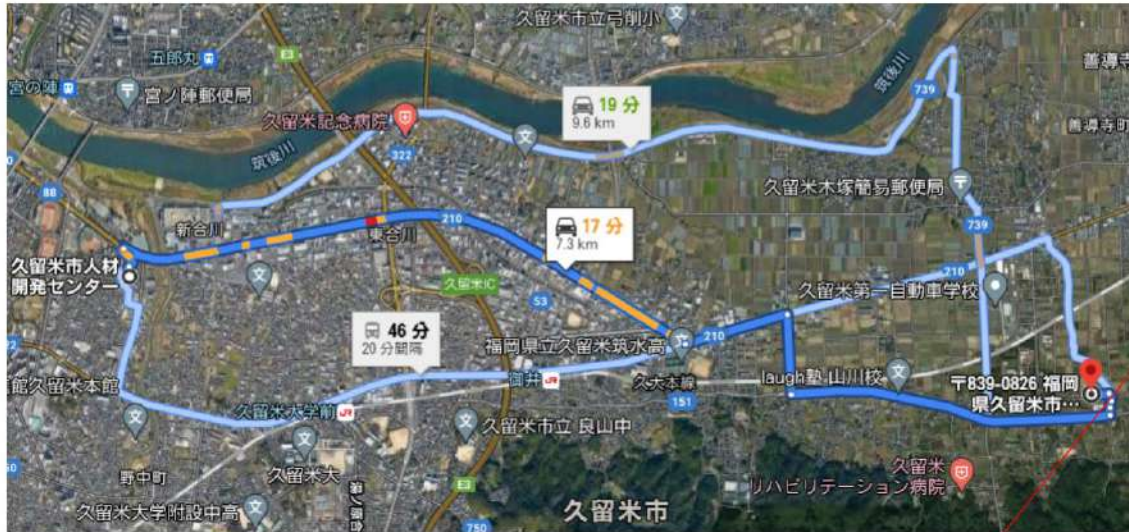 久留米市立弓削小
五郎丸
宮の陣
宮ノ陣郵便局
久留米記念病院
筑後川
322
19 分
9.6 km
筑後川
739
善導寺
善導寺町
88
新合川
東合川
210
17 分
7.3 km
久留米木塚簡易郵便局
739
久留米市人材
開発センター
久留米IC
53
210
久留米第一自動車学校
46 分
20 分間隔
福岡県立久留米筑水高
210
御井
JR
久大本線
151
laugh塾 山川校
〒839-0826 福岡
県久留米市…
館久留米本館
久留米大学前
JR
久留米市立 良山中
野中町
久留米大
久留米
リハビリテーション病院
久留米大学附設中高
久留米市
750